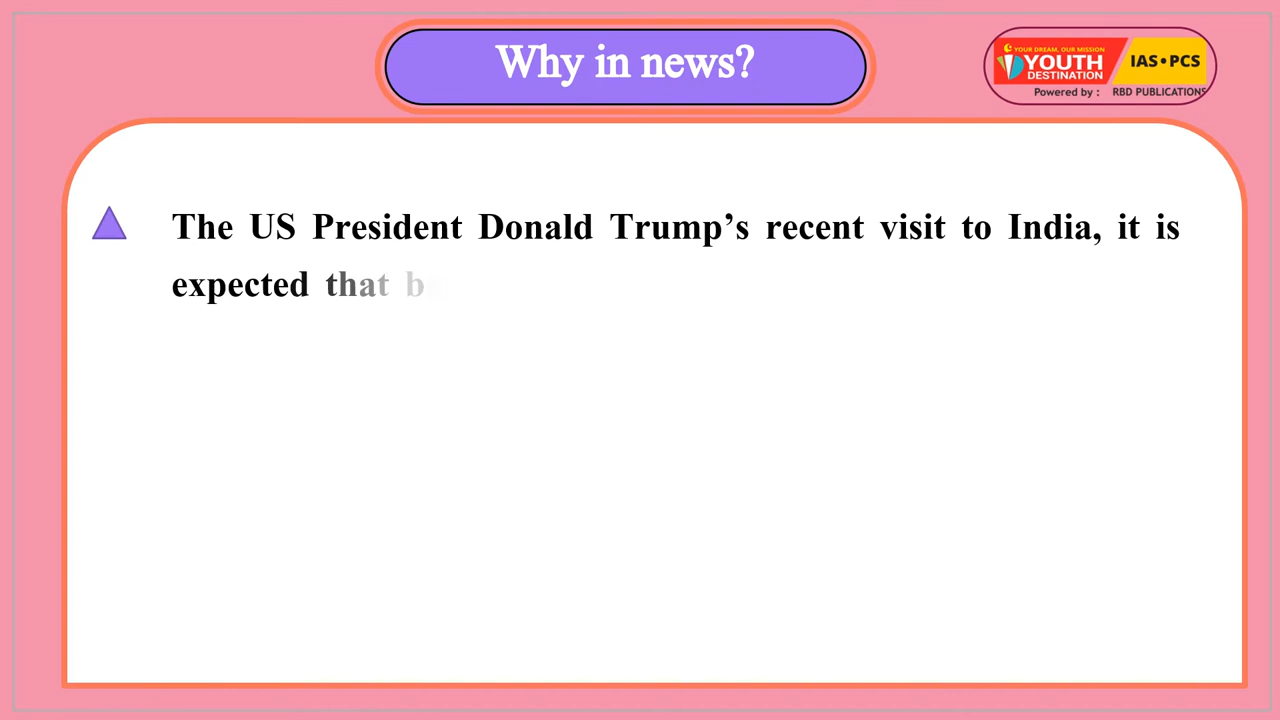 Why in news?
YOUR DREAM, OUR MISSION
YOUTH
DESTINATION
IAS•PCS
Powered by : RBD PUBLICATIONS
The US President Donald Trump’s recent visit to India, it is
expected that